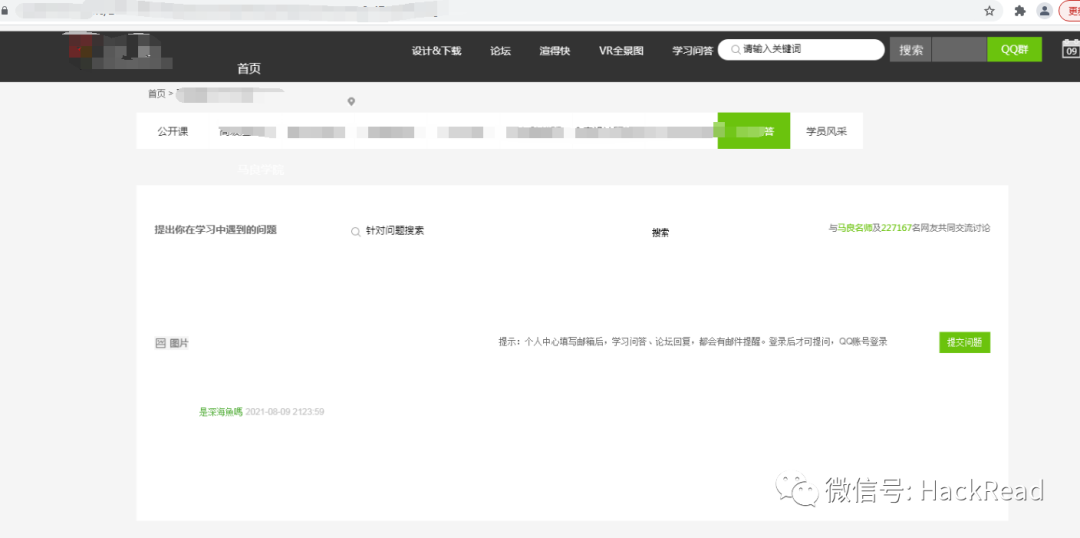 更
设计&下载 论坛 渲得快 VR全景图 学习问答 请输入关键词 搜索 QQ群 09
首页
首页 >
公开课 答 学员风采
提出你在学习中遇到的问题 针对问题搜索 搜索 与马良名师及227167名网友共同交流讨论
图片 提示：个人中心填写邮箱后，学习问答、论坛回复，都会有邮件提醒。登录后才可提问，QQ账号登录 提交问题
是深海鱼嗎 2021-08-09 2123:59
微信号: HackRead